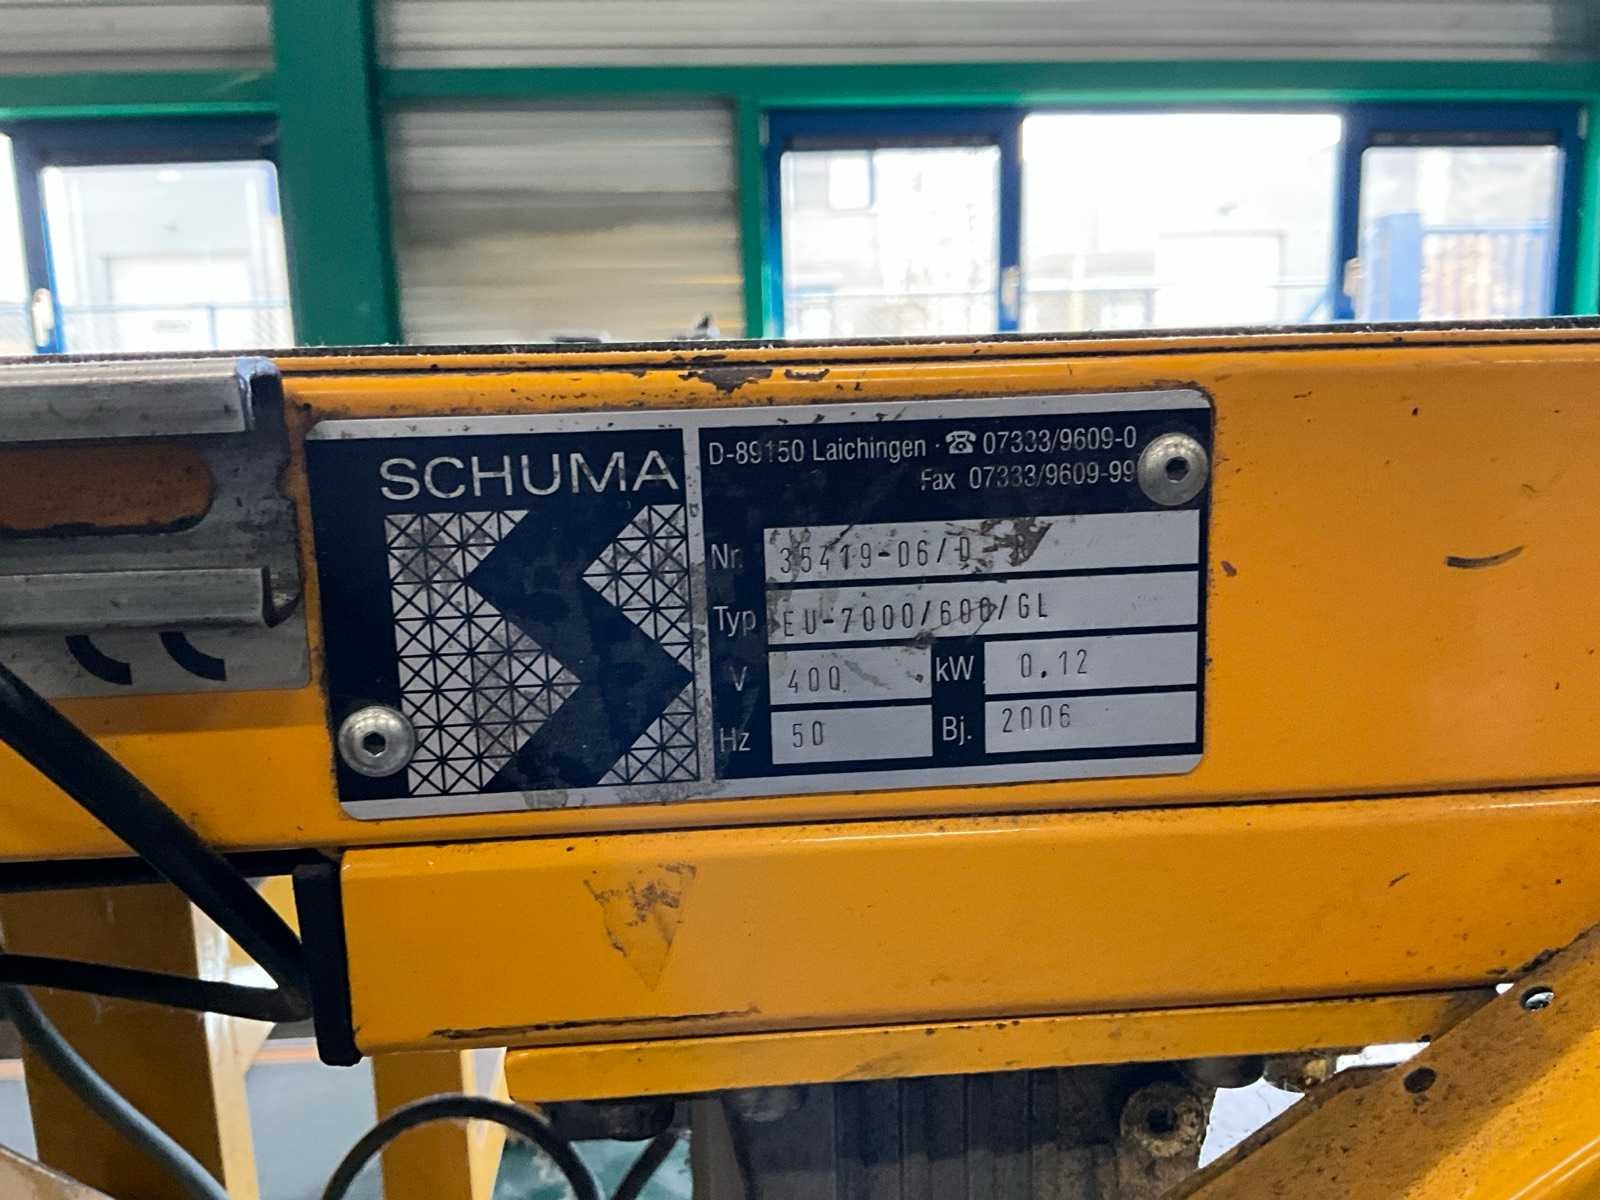 SCHUMA
D-89150 Laichingen · ☎ 07333/9609-0
Fax 07333/9609-99
Nr. 35419-06/D
Typ EU-7000/600/GL
V 400 kW 0.12
Hz 50 Bj. 2006